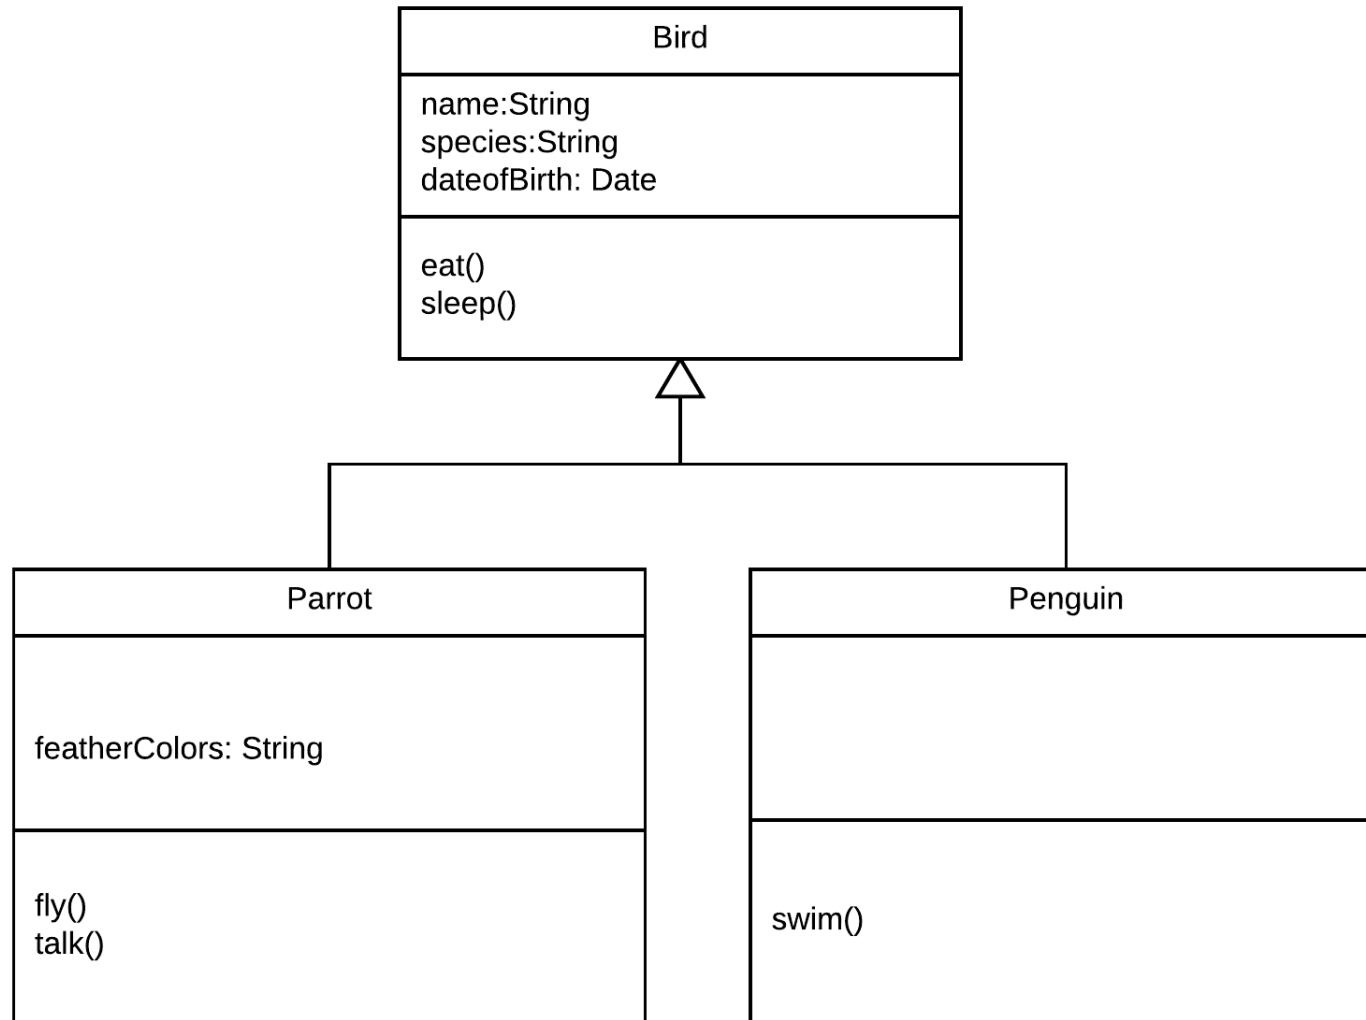 Bird
name:String
species:String
dateofBirth: Date
eat()
sleep()
Parrot
featherColors: String
fly()
talk()
Penguin
swim()